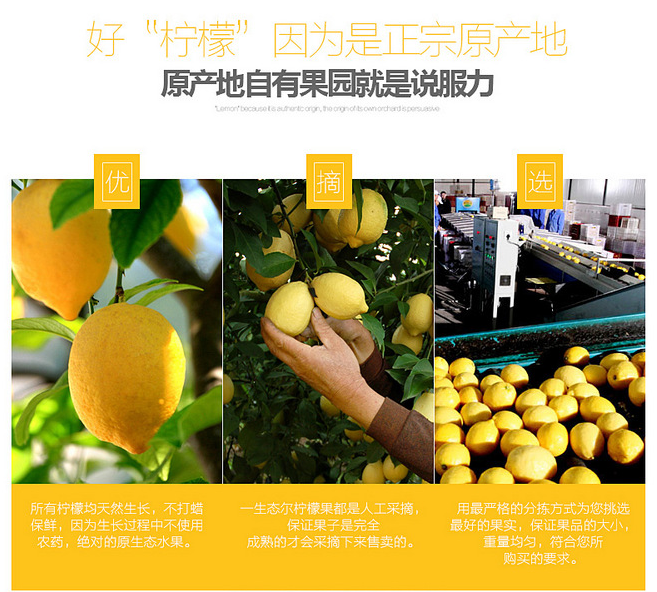 好“柠檬”因为是正宗原产地
原产地自有果园就是说服力
"Lemon" because it is authentic origin, the origin of its own orchard is persuasive
优
摘
选
所有柠檬均天然生长，不打蜡
保鲜，因为生长过程中不使用
农药，绝对的原生态水果。
一生态尔柠檬果都是人工采摘，
保证果子是完全
成熟的才会采摘下来售卖的。
用最严格的分拣方式为您挑选
最好的果实，保证果品的大小，
重量均匀，符合您所
购买的要求。